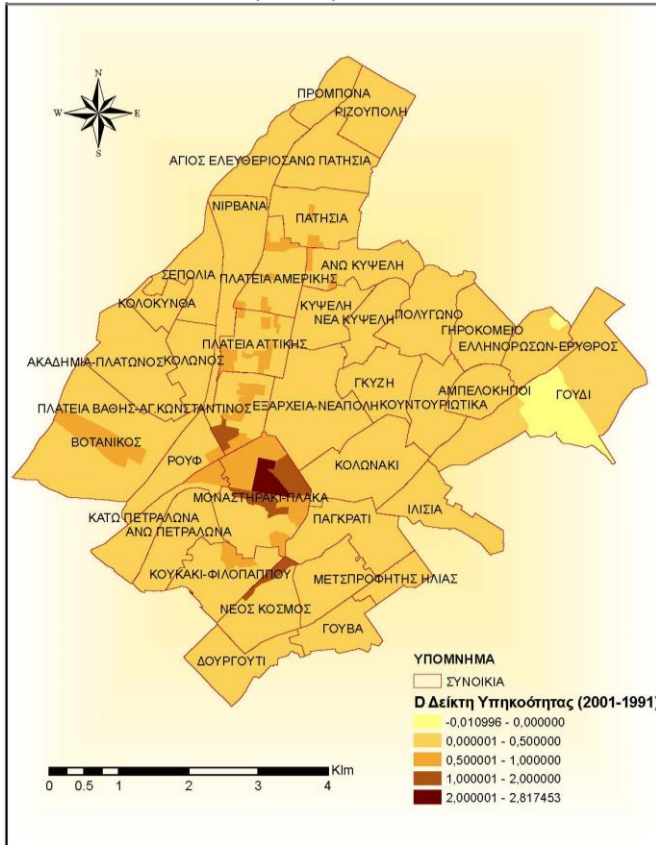 N
W E
S
ΠΡΟΜΠΟΝΑ
ΡΙΖΟΥΠΟΛΗ
ΑΓΙΟΣ ΕΛΕΥΘΕΡΙΟΣ
ΑΝΩ ΠΑΤΗΣΙΑ
ΝΙΡΒΑΝΑ
ΠΑΤΗΣΙΑ
ΑΝΩ ΚΥΨΕΛΗ
ΣΕΠΟΛΙΑ
ΠΛΑΤΕΙΑ ΑΜΕΡΙΚΗΣ
ΚΟΛΟΚΥΝΘΑ
ΚΥΨΕΛΗ
ΝΕΑ ΚΥΨΕΛΗ
ΠΟΛΥΓΩΝΟ
ΓΗΡΟΚΟΜΕΙΟ
ΕΛΛΗΝΟΡΩΣΩΝ-ΕΡΥΘΡΟΣ
ΠΛΑΤΕΙΑ ΑΤΤΙΚΗΣ
ΑΚΑΔΗΜΙΑ-ΠΛΑΤΩΝΟΣ
ΚΟΛΩΝΟΣ
ΓΚΥΖΗ
ΑΜΠΕΛΟΚΗΠΟΙ
ΓΟΥΔΙ
ΠΛΑΤΕΙΑ ΒΑΘΗΣ-ΑΓ.ΚΩΝΣΤΑΝΤΙΝΟΣ
ΕΞΑΡΧΕΙΑ-ΝΕΑΠΟΛΗ
ΚΟΥΝΤΟΥΡΙΩΤΙΚΑ
ΒΟΤΑΝΙΚΟΣ
ΡΟΥΦ
ΚΟΛΩΝΑΚΙ
ΜΟΝΑΣΤΗΡΑΚΙ-ΠΛΑΚΑ
ΙΛΙΣΙΑ
ΚΑΤΩ ΠΕΤΡΑΛΩΝΑ
ΑΝΩ ΠΕΤΡΑΛΩΝΑ
ΠΑΓΚΡΑΤΙ
ΚΟΥΚΑΚΙ-ΦΙΛΟΠΑΠΠΟΥ
ΜΕΤΣ
ΠΡΟΦΗΤΗΣ ΗΛΙΑΣ
ΝΕΟΣ ΚΟΣΜΟΣ
ΓΟΥΒΑ
ΔΟΥΡΓΟΥΤΙ
ΥΠΟΜΝΗΜΑ
ΣΥΝΟΙΚΙΑ
D Δείκτη Υπηκοότητας (2001-1991)
-0,010996 - 0,000000
0,000001 - 0,500000
0,500001 - 1,000000
1,000001 - 2,000000
2,000001 - 2,817453
Klm
0 0.5 1 2 3 4